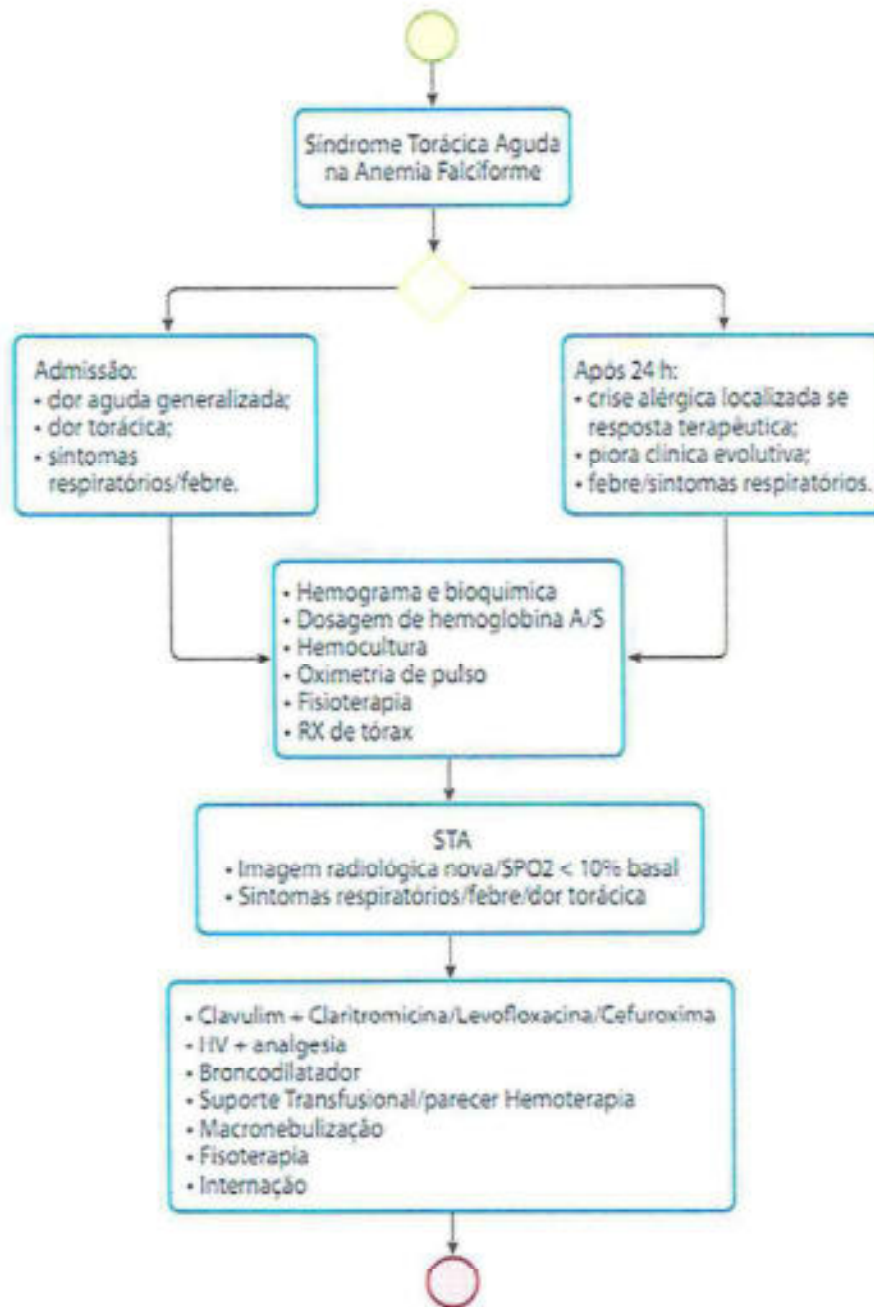 Síndrome Torácica Aguda
na Anemia Falciforme
Admissão:
• dor aguda generalizada;
• dor torácica;
• sintomas
respiratórios/febre.
Após 24 h:
• crise alérgica localizada se
resposta terapêutica;
• piora clínica evolutiva;
• febre/sintomas respiratórios.
• Hemograma e bioquímica
• Dosagem de hemoglobina A/S
• Hemocultura
• Oximetria de pulso
• Fisioterapia
• RX de tórax
STA
• Imagem radiológica nova/SPO2 < 10% basal
• Sintomas respiratórios/febre/dor torácica
• Clavulim + Claritromicina/Levofloxacina/Cefuroxima
• HV + analgesia
• Broncodilatador
• Suporte Transfusional/parecer Hemoterapia
• Macronebulização
• Fisoterapia
• Internação